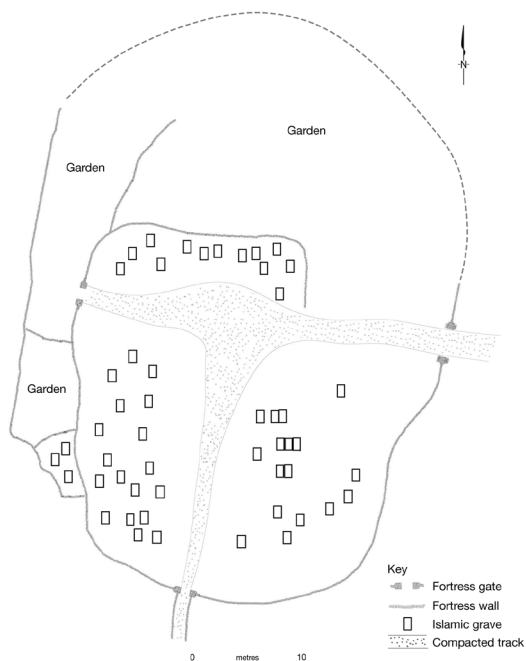 N
Garden
Garden
Garden
Key
Fortress gate
Fortress wall
Islamic grave
Compacted track
0 metres 10